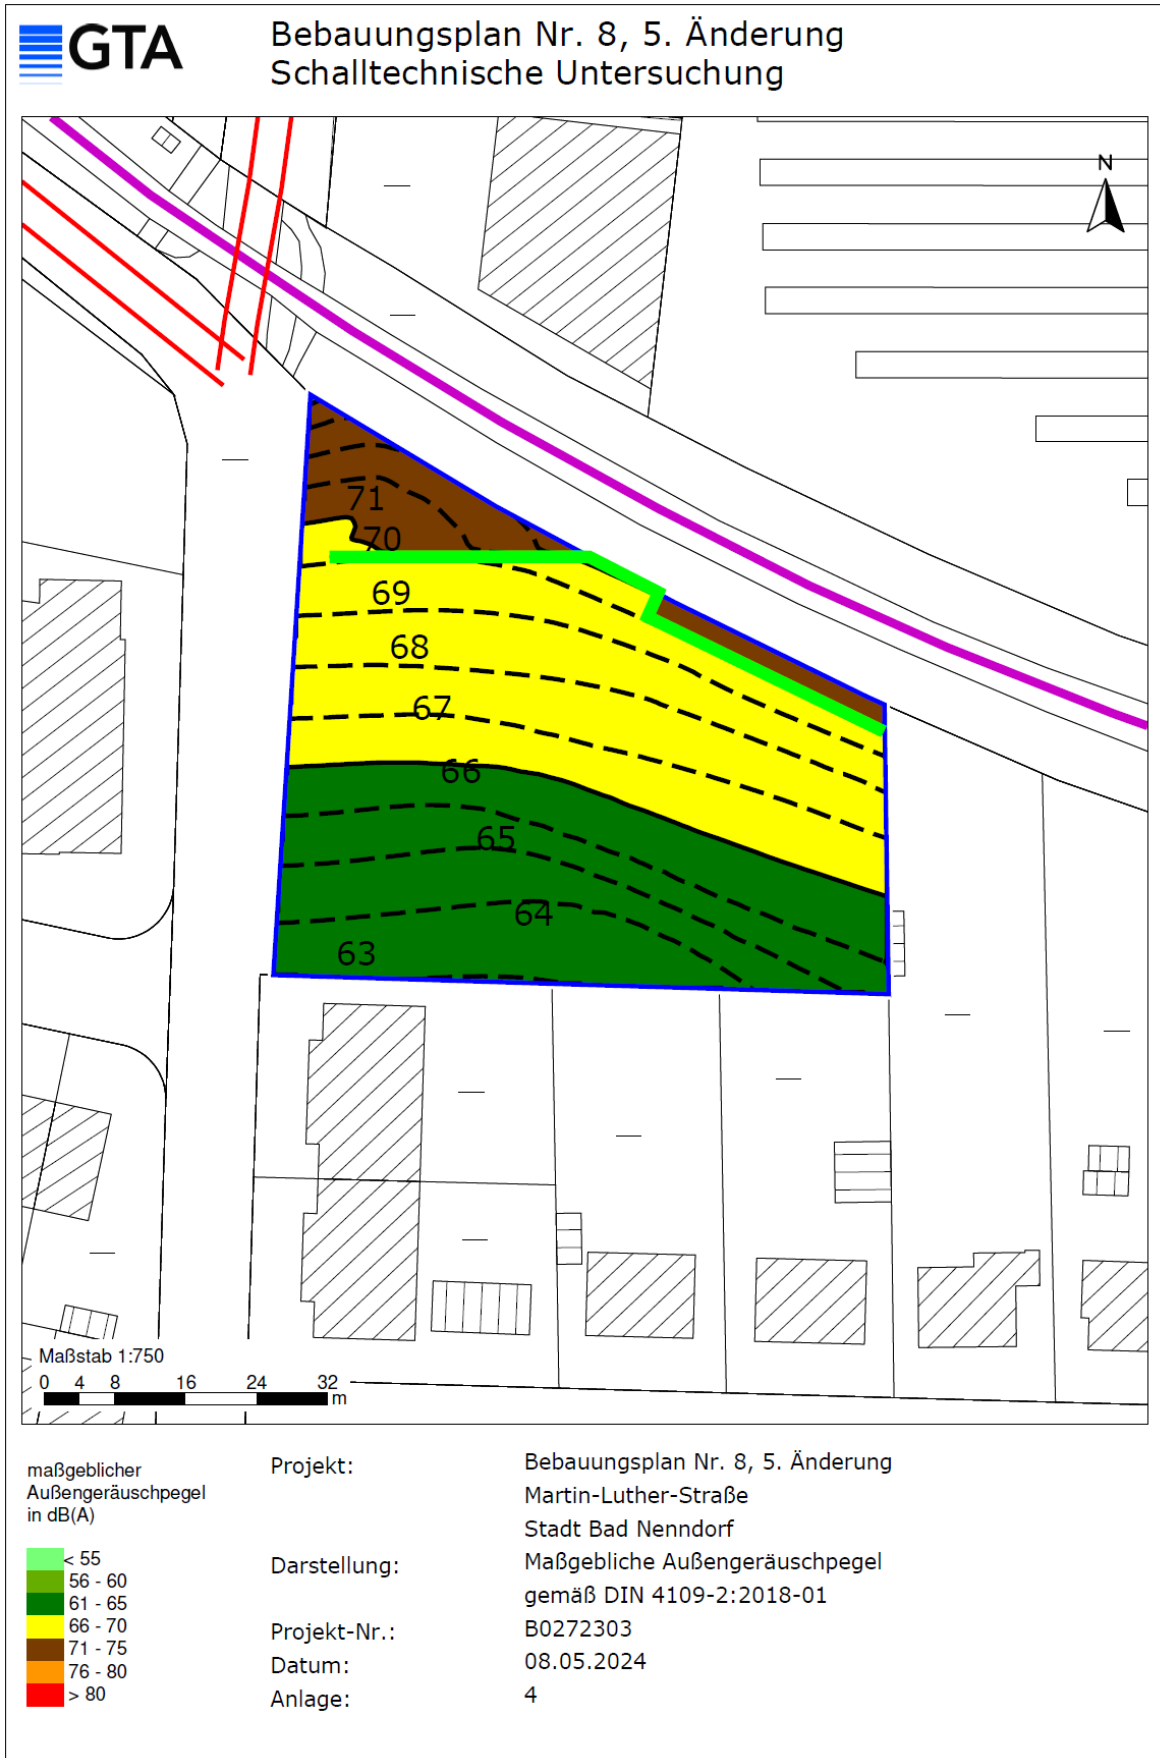 GTA
Bebauungsplan Nr. 8, 5. Änderung
Schalltechnische Untersuchung
N
71
70
69
68
67
66
65
64
63
Maßstab 1:750
0 4 8 16 24 32
m
maßgeblicher
Außengeräuschpegel
in dB(A)
< 55
56 - 60
61 - 65
66 - 70
71 - 75
76 - 80
> 80
Projekt: Bebauungsplan Nr. 8, 5. Änderung
Martin-Luther-Straße
Stadt Bad Nenndorf
Darstellung: Maßgebliche Außengeräuschpegel
gemäß DIN 4109-2:2018-01
Projekt-Nr.: B0272303
Datum: 08.05.2024
Anlage: 4